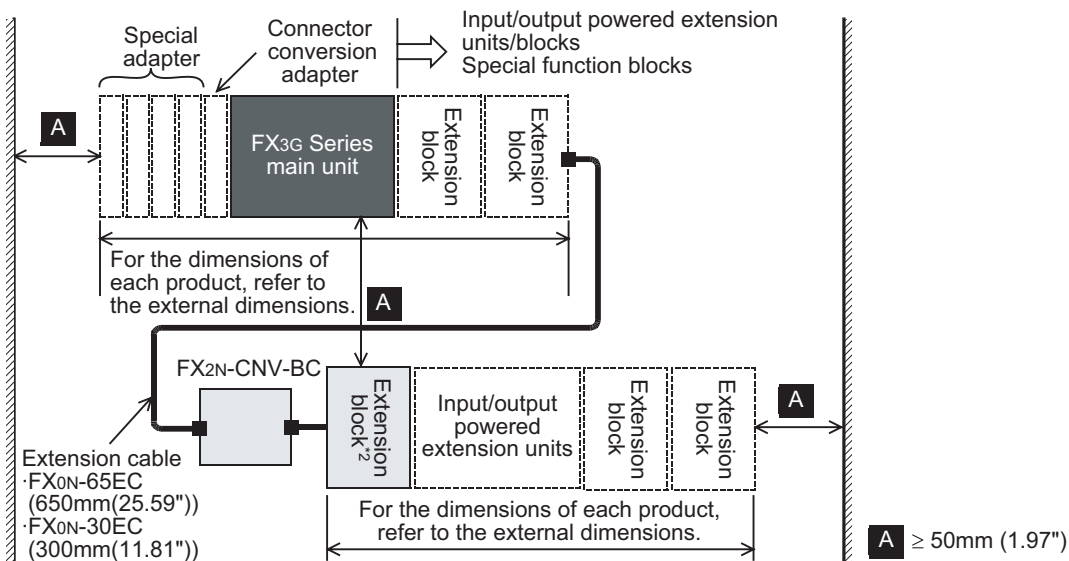 Special
adapter
Connector
conversion
adapter
Input/output powered extension
units/blocks
Special function blocks
A
FX3G Series
main unit
Extension
block
Extension
block
For the dimensions of
each product, refer to
the external dimensions.
A
FX2N-CNV-BC
Extension
block*2
Input/output
powered
extension units
Extension
block
Extension
block
A
Extension cable
·FX0N-65EC
(650mm(25.59"))
·FX0N-30EC
(300mm(11.81"))
For the dimensions of each product,
refer to the external dimensions.
A ≥ 50mm (1.97")